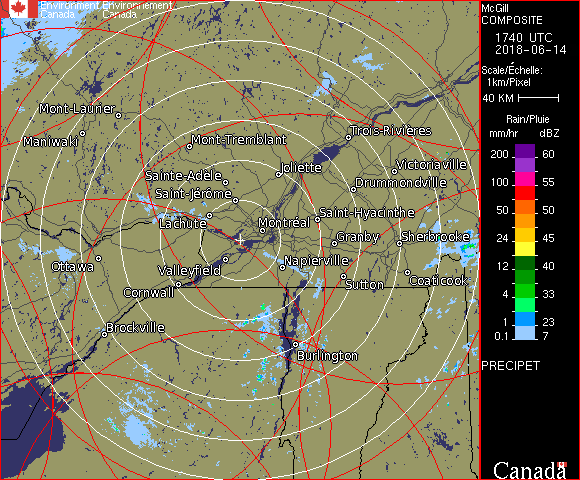 Environment Environnement
Canada Canada
McGill
COMPOSITE
1740 UTC
2018-06-14
Scale/Échelle:
1km/Pixel
40 KM
Rain/Pluie
mm/hr dBZ
200 60
155
100 55
50 50
24 45
12 40
4 33
1 23
0.1 7
PRECIPET
Canada
Mont-Laurier
Maniwaki
Mont-Tremblant
Trois-Rivières
Sainte-Adèle
Joliette
Victoriaville
Saint-Jérôme
Drummondville
Lachute
Montréal
Saint-Hyacinthe
Granby
Sherbrooke
Ottawa
Valleyfield
Napierville
Cornwall
Sutton
Coaticook
Brockville
Burlington